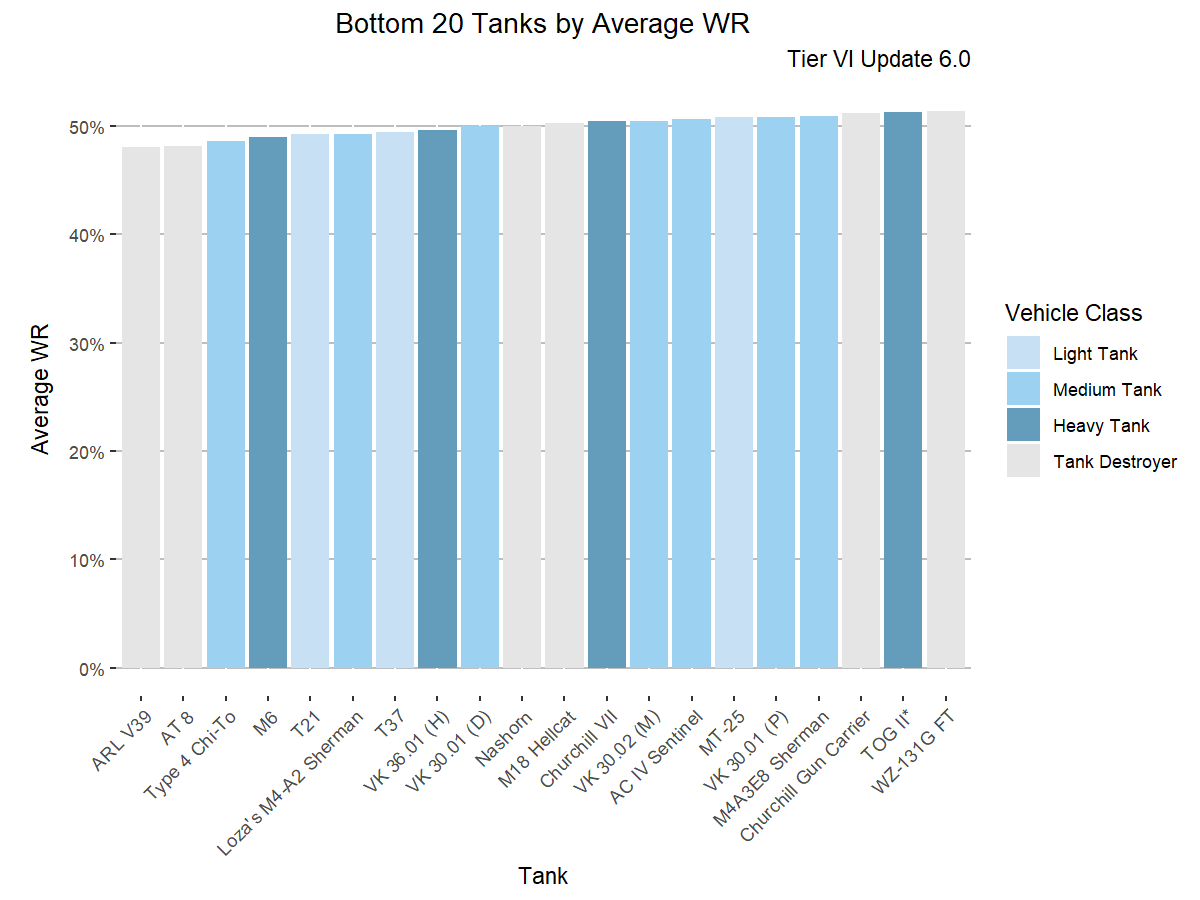 Bottom 20 Tanks by Average WR
Tier VI Update 6.0
50%
40%
30%
20%
10%
0%
Average WR
ARL V39
AT 8
Type 4 Chi-To
M6
T21
Loza's M4-A2 Sherman
T37
VK 36.01 (H)
VK 30.01 (D)
Nashorn
M18 Hellcat
Churchill VII
VK 30.02 (M)
AC IV Sentinel
MT-25
VK 30.01 (P)
M4A3E8 Sherman
Churchill Gun Carrier
TOG II*
WZ-131G FT
Tank
Vehicle Class
Light Tank
Medium Tank
Heavy Tank
Tank Destroyer